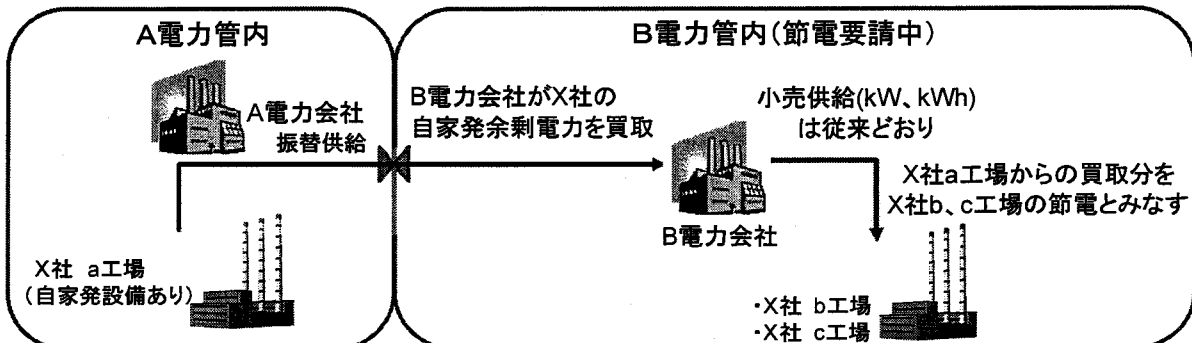 A電力管内
A電力会社
振替供給
X社 a工場
（自家発設備あり）
B電力管内（節電要請中）
B電力会社がX社の
自家発余剰電力を買取
B電力会社
小売供給(kW、kWh)
は従来どおり
X社a工場からの買取分を
X社b、c工場の節電とみなす
・X社 b工場
・X社 c工場